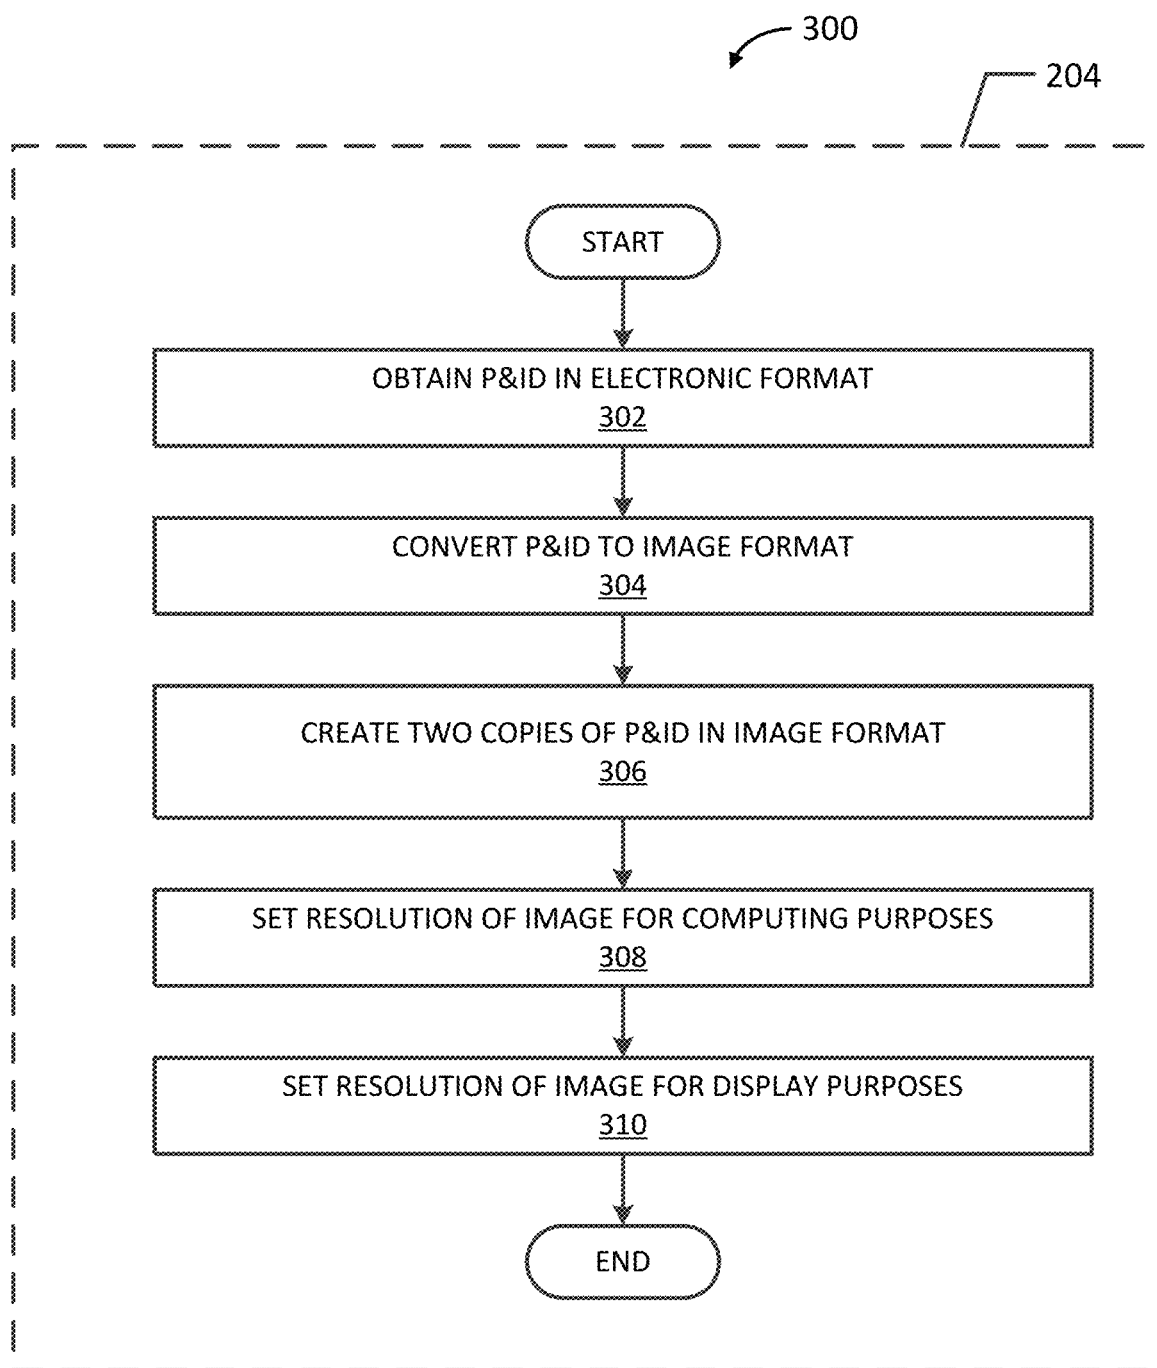 300
204
START
OBTAIN P&ID IN ELECTRONIC FORMAT
302
CONVERT P&ID TO IMAGE FORMAT
304
CREATE TWO COPIES OF P&ID IN IMAGE FORMAT
306
SET RESOLUTION OF IMAGE FOR COMPUTING PURPOSES
308
SET RESOLUTION OF IMAGE FOR DISPLAY PURPOSES
310
END